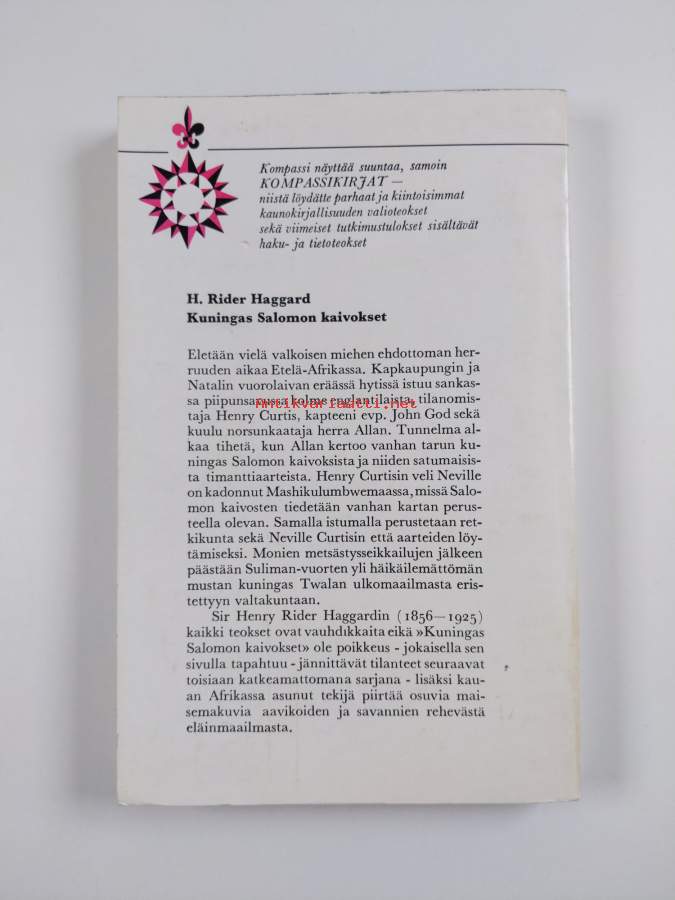 Kompassi näyttää suuntaa, samoin
KOMPASSIKIRJAT —
niistä löydätte parhaat ja kiintoisimmat
kaunokirjallisuuden valioteokset
sekä viimeiset tutkimustulokset sisältävät
haku- ja tietoteokset
H. Rider Haggard
Kuningas Salomon kaivokset
Eletään vielä valkoisen miehen ehdottoman her-
ruuden aikaa Etelä-Afrikassa. Kapkaupungin ja
Natalin vuorolaivan eräässä hytissä istuu sankas-
sa piipunsavussa kolme englantilaista, tilanomis-
Antikvariaatti.net
taja Henry Curtis, kapteeni evp. John God sekä
kuulu norsunkaataja herra Allan. Tunnelma al-
kaa tihetä, kun Allan kertoo vanhan tarun ku-
ningas Salomon kaivoksista ja niiden satumaisis-
ta timanttiaarteista. Henry Curtisin veli Neville
on kadonnut Mashikulumbwemaassa, missä Salo-
mon kaivosten tiedetään vanhan kartan perus-
teella olevan. Samalla istumalla perustetaan ret-
kikunta sekä Neville Curtisin että aarteiden löy-
tämiseksi. Monien metsästysseikkailujen jälkeen
päästään Suliman-vuorten yli häikäilemättömän
mustan kuningas Twalan ulkomaailmasta eris-
tettyyn valtakuntaan.
Sir Henry Rider Haggardin (1856—1925)
kaikki teokset ovat vauhdikkaita eikä »Kuningas
Salomon kaivokset» ole poikkeus - jokaisella sen
sivulla tapahtuu - jännittävät tilanteet seuraavat
toisiaan katkeamattomana sarjana - lisäksi kau-
an Afrikassa asunut tekijä piirtää osuvia mai-
semakuvia aavikoiden ja savannien rehevästä
eläinmaailmasta.